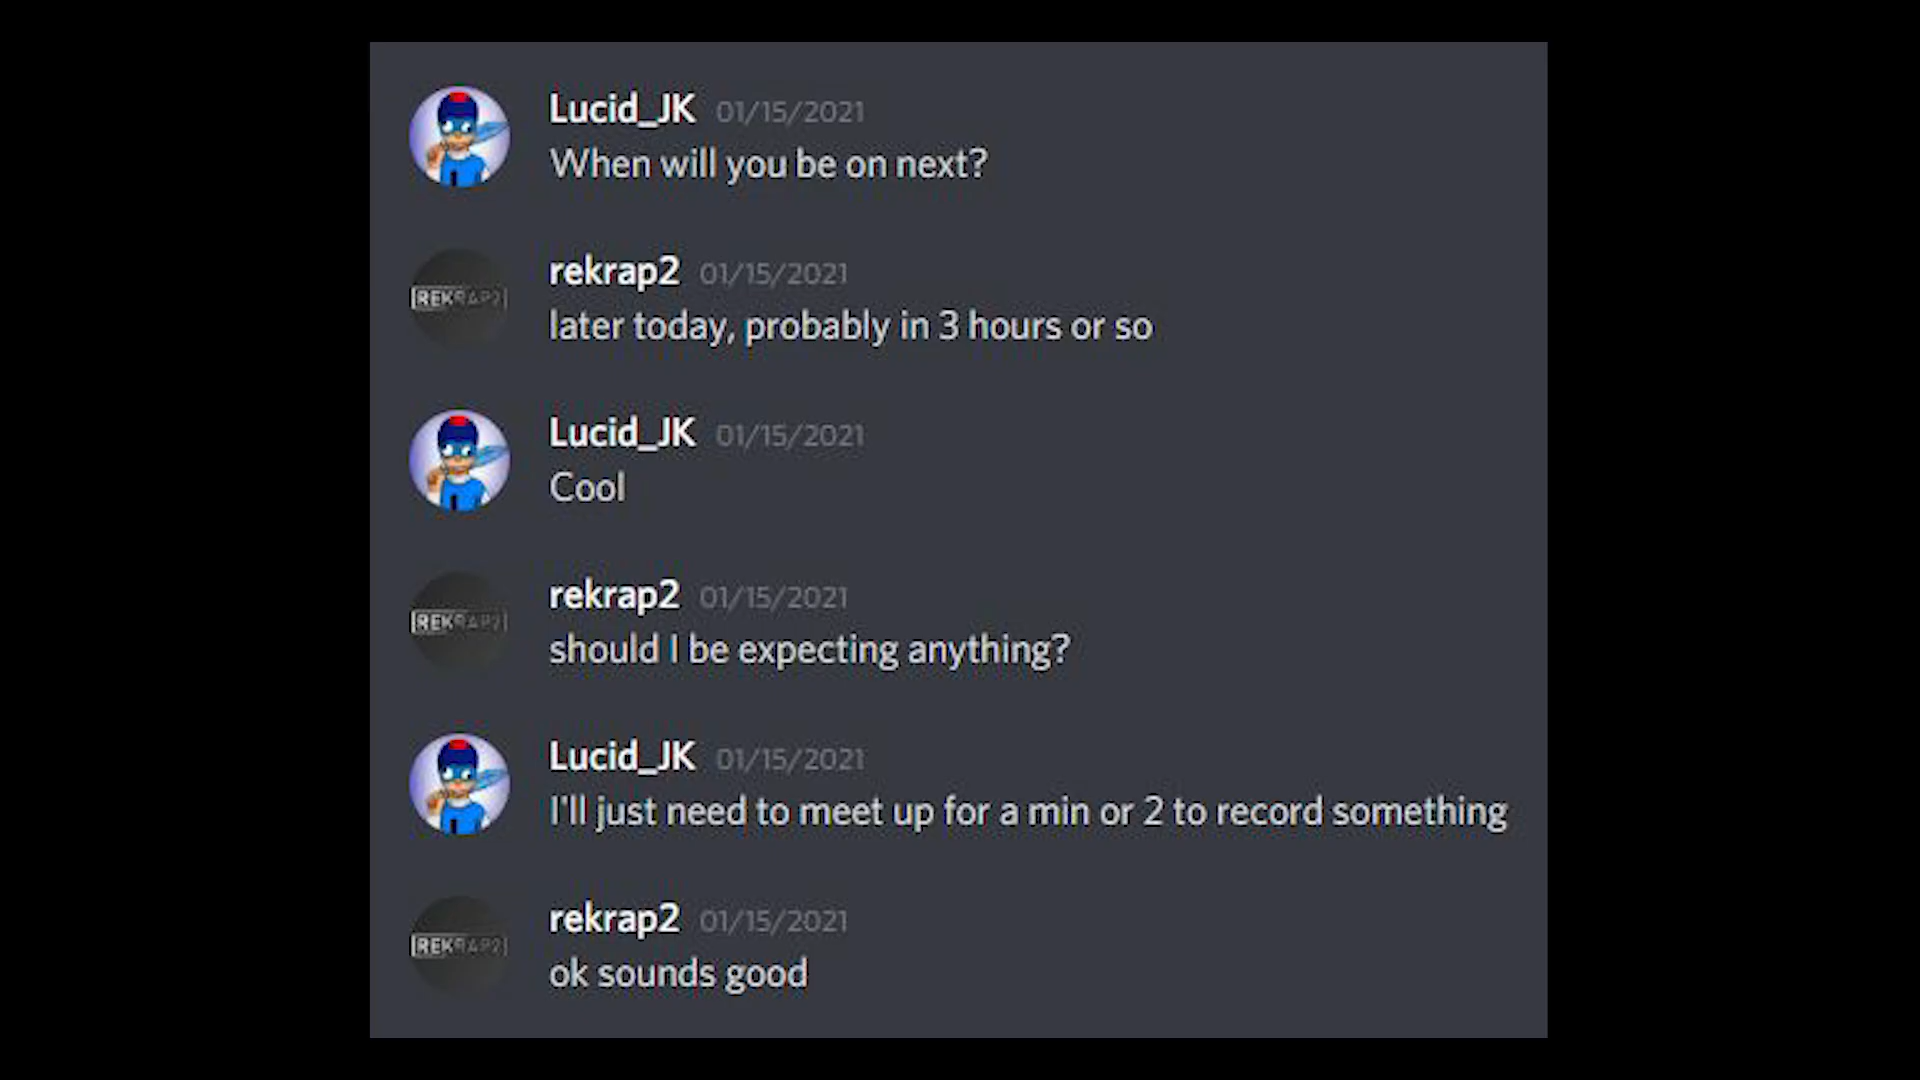 Lucid_JK 01/15/2021
When will you be on next?
[REKRAP2]
rekrap2 01/15/2021
later today, probably in 3 hours or so
Lucid_JK 01/15/2021
Cool
[REKRAP2]
rekrap2 01/15/2021
should I be expecting anything?
Lucid_JK 01/15/2021
I'll just need to meet up for a min or 2 to record something
[REKRAP2]
rekrap2 01/15/2021
ok sounds good